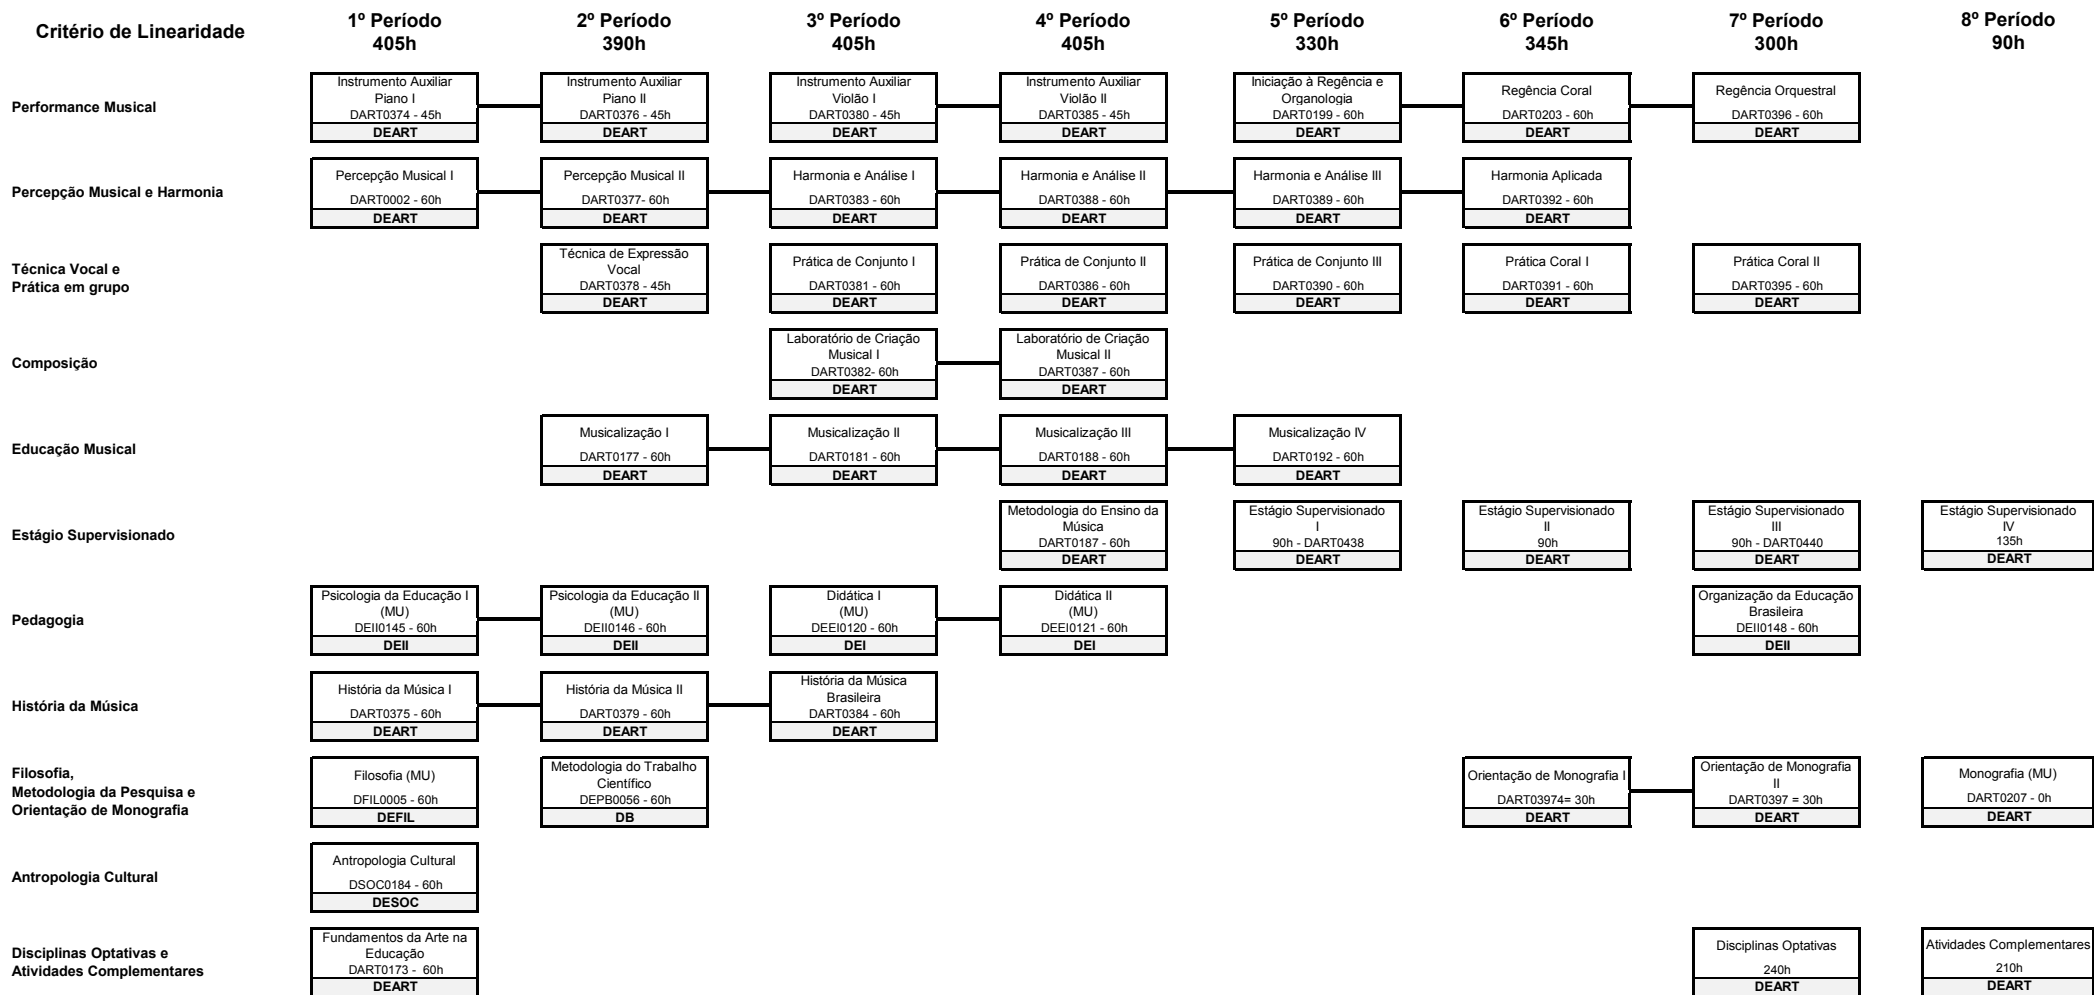 Critério de Linearidade
1º Período
405h
2º Período
390h
3º Período
405h
4º Período
405h
5º Período
330h
6º Período
345h
7º Período
300h
8º Período
90h
Performance Musical
Instrumento Auxiliar
Piano I
DART0374 - 45h
DEART
Instrumento Auxiliar
Piano II
DART0376 - 45h
DEART
Instrumento Auxiliar
Violão I
DART0380 - 45h
DEART
Instrumento Auxiliar
Violão II
DART0385 - 45h
DEART
Iniciação à Regência e
Organologia
DART0199 - 60h
DEART
Regência Coral
DART0203 - 60h
DEART
Regência Orquestral
DART0396 - 60h
DEART
Percepção Musical e Harmonia
Percepção Musical I
DART0002 - 60h
DEART
Percepção Musical II
DART0377- 60h
DEART
Harmonia e Análise I
DART0383 - 60h
DEART
Harmonia e Análise II
DART0388 - 60h
DEART
Harmonia e Análise III
DART0389 - 60h
DEART
Harmonia Aplicada
DART0392 - 60h
DEART
Técnica Vocal e
Prática em grupo
Técnica de Expressão
Vocal
DART0378 - 45h
DEART
Prática de Conjunto I
DART0381 - 60h
DEART
Prática de Conjunto II
DART0386 - 60h
DEART
Prática de Conjunto III
DART0390 - 60h
DEART
Prática Coral I
DART0391 - 60h
DEART
Prática Coral II
DART0395 - 60h
DEART
Composição
Laboratório de Criação
Musical I
DART0382- 60h
DEART
Laboratório de Criação
Musical II
DART0387 - 60h
DEART
Educação Musical
Musicalização I
DART0177 - 60h
DEART
Musicalização II
DART0181 - 60h
DEART
Musicalização III
DART0188 - 60h
DEART
Musicalização IV
DART0192 - 60h
DEART
Estágio Supervisionado
Metodologia do Ensino da
Música
DART0187 - 60h
DEART
Estágio Supervisionado
I
90h - DART0438
DEART
Estágio Supervisionado
II
90h
DEART
Estágio Supervisionado
III
90h - DART0440
DEART
Estágio Supervisionado
IV
135h
DEART
Pedagogia
Psicologia da Educação I
(MU)
DEII0145 - 60h
DEII
Psicologia da Educação II
(MU)
DEII0146 - 60h
DEII
Didática I
(MU)
DEEI0120 - 60h
DEI
Didática II
(MU)
DEEI0121 - 60h
DEI
Organização da Educação
Brasileira
DEII0148 - 60h
DEII
História da Música
História da Música I
DART0375 - 60h
DEART
História da Música II
DART0379 - 60h
DEART
História da Música
Brasileira
DART0384 - 60h
DEART
Filosofia,
Metodologia da Pesquisa e
Orientação de Monografia
Filosofia (MU)
DFIL0005 - 60h
DEFIL
Metodologia do Trabalho
Científico
DEPB0056 - 60h
DB
Orientação de Monografia I
DART03974= 30h
DEART
Orientação de Monografia
II
DART0397 = 30h
DEART
Monografia (MU)
DART0207 - 0h
DEART
Antropologia Cultural
Antropologia Cultural
DSOC0184 - 60h
DESOC
Disciplinas Optativas e
Atividades Complementares
Fundamentos da Arte na
Educação
DART0173 - 60h
DEART
Disciplinas Optativas
240h
DEART
Atividades Complementares
210h
DEART